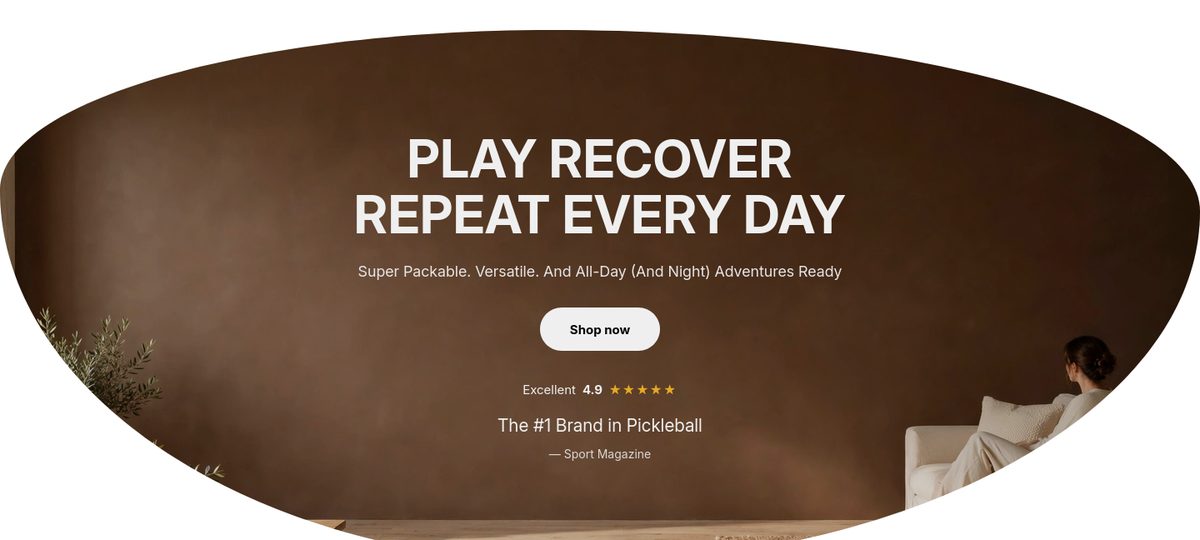 PLAY RECOVER
REPEAT EVERY DAY
Super Packable. Versatile. And All-Day (And Night) Adventures Ready
Shop now
Excellent 4.9 ★★★★★
The #1 Brand in Pickleball
— Sport Magazine